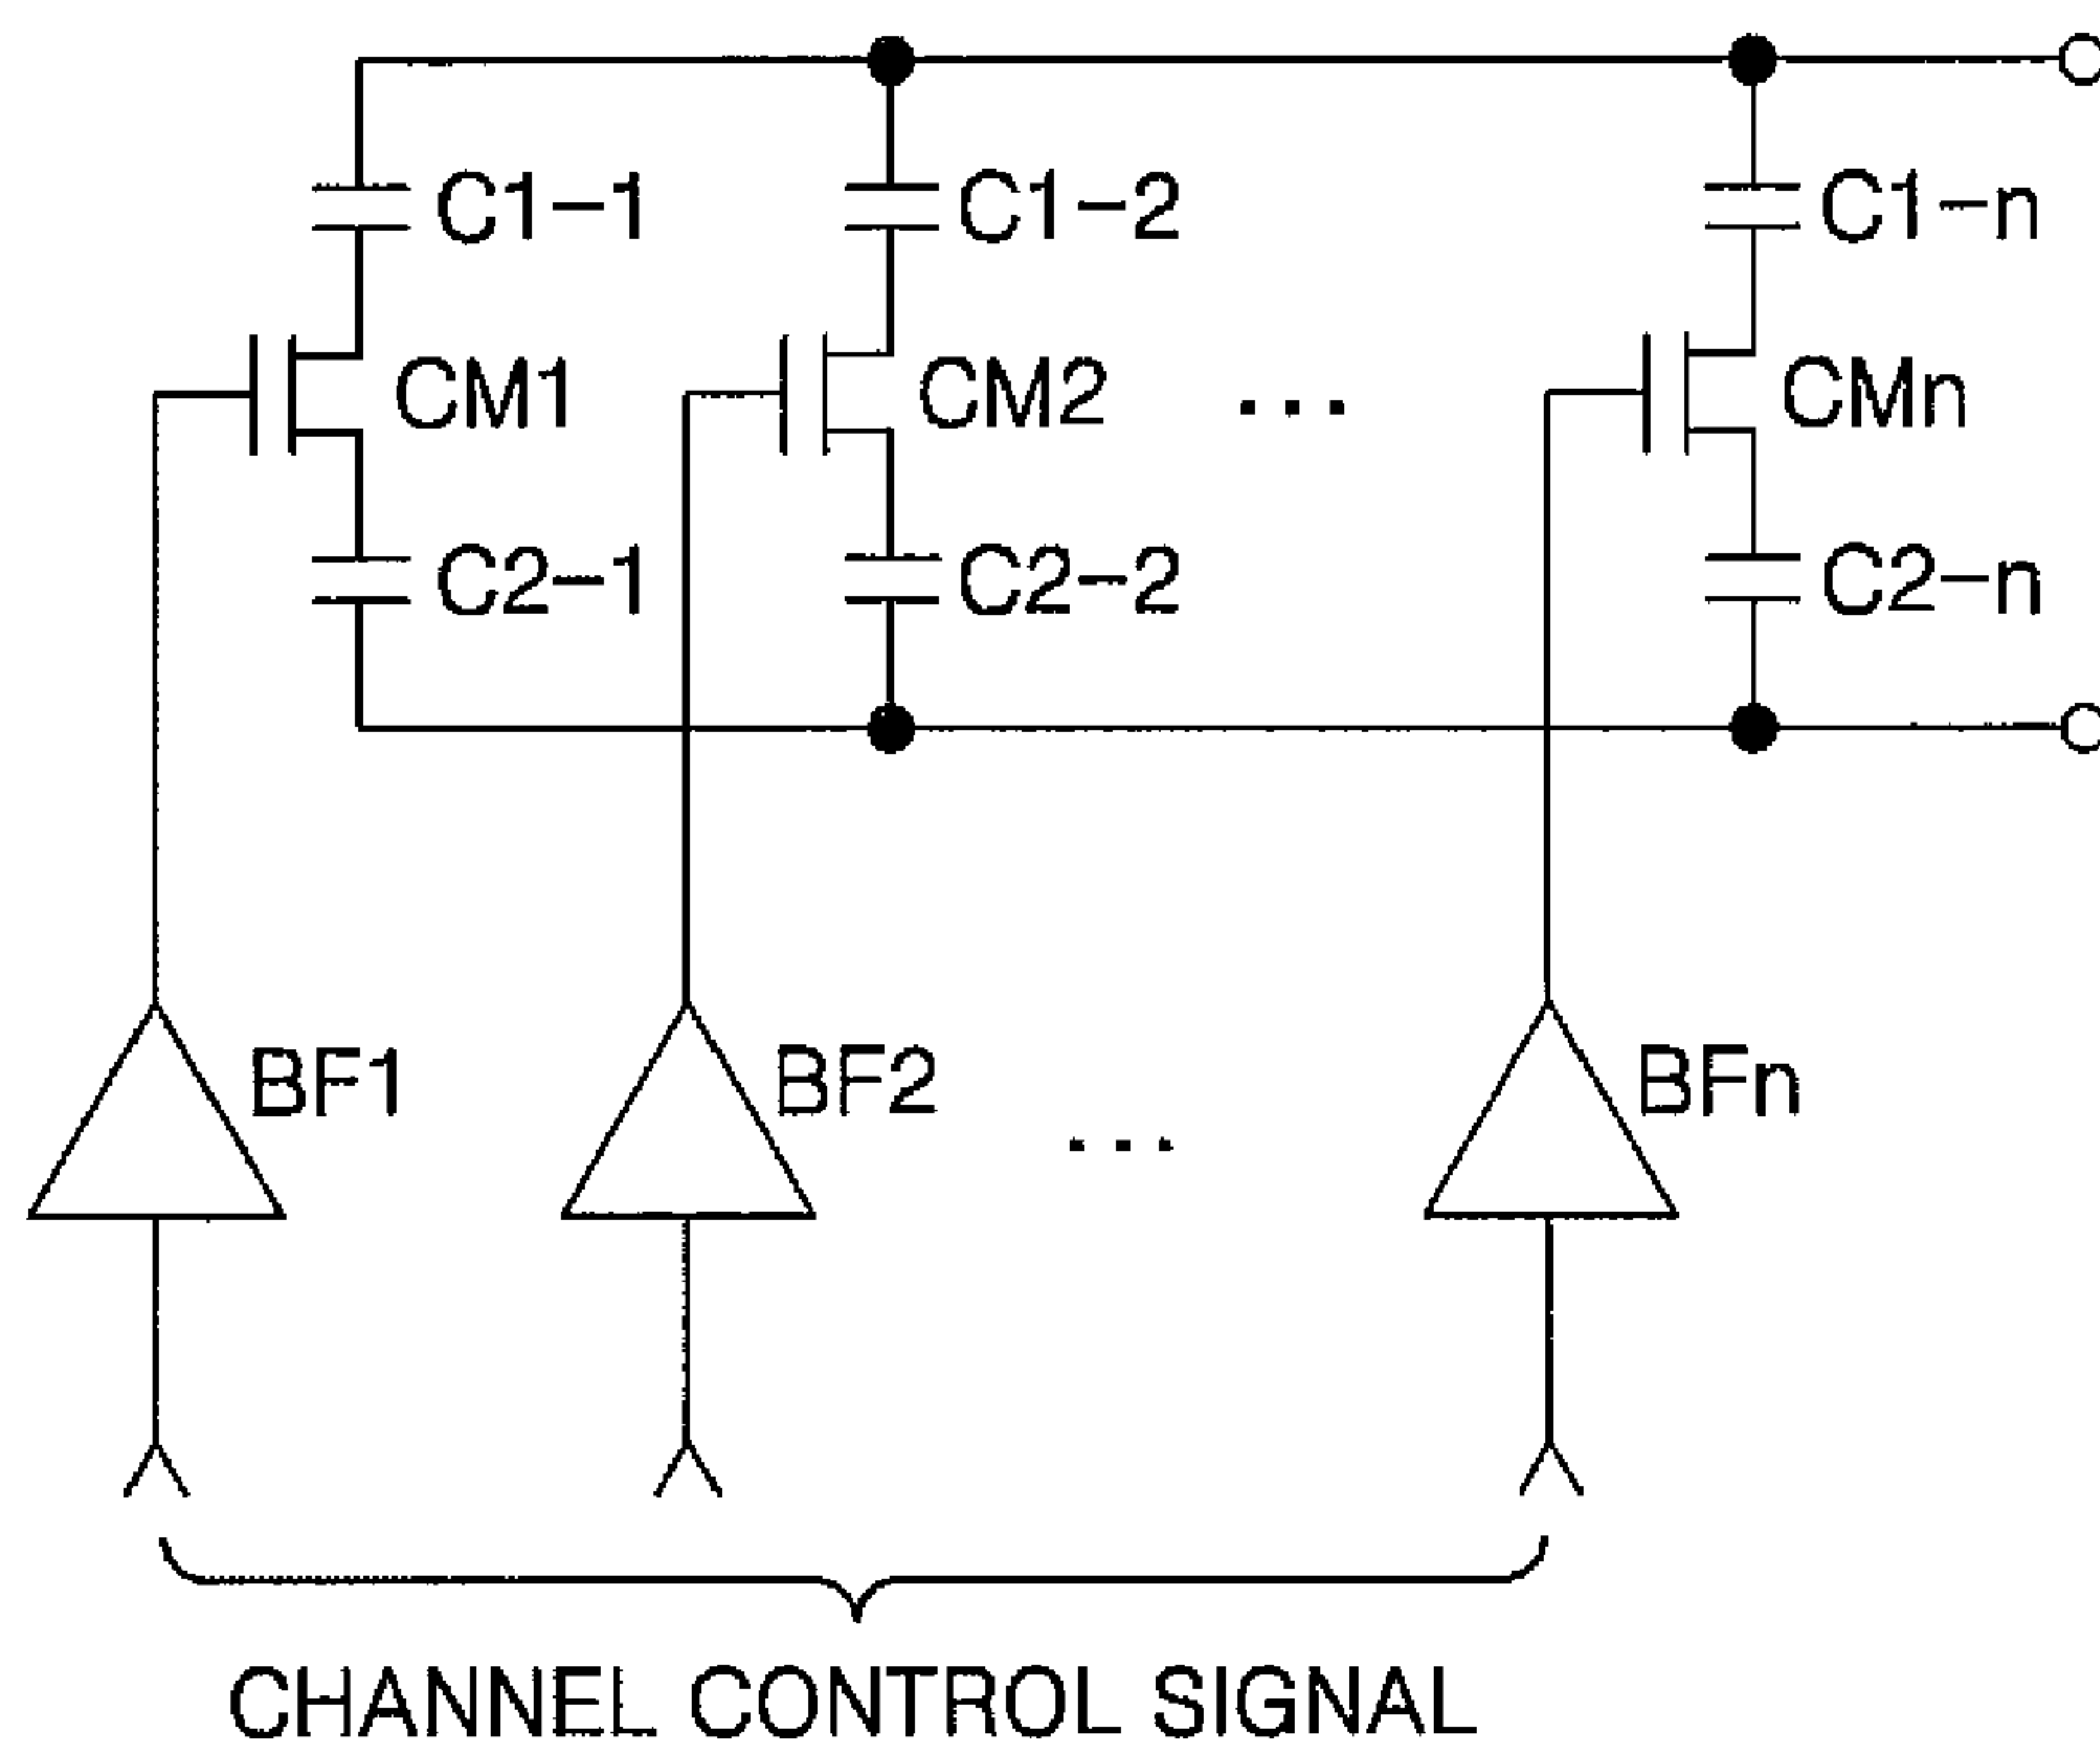 C1-1 C1-2 C1-n
CM1 CM2 ... CMn
C2-1 C2-2 C2-n
BF1 BF2 ... BFn
CHANNEL CONTROL SIGNAL